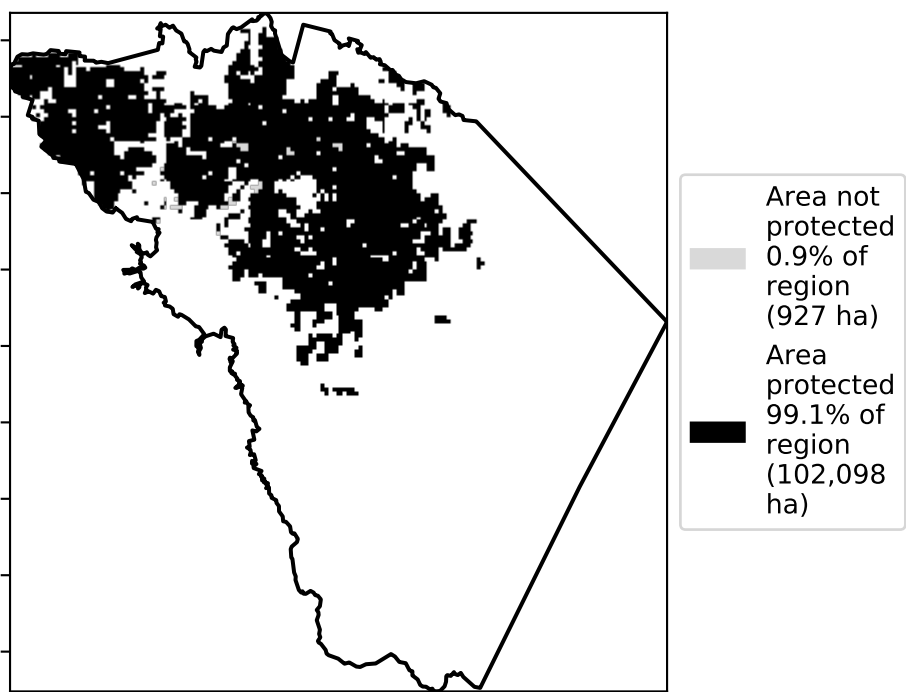 Area not
protected
0.9% of
region
(927 ha)
Area
protected
99.1% of
region
(102,098
ha)